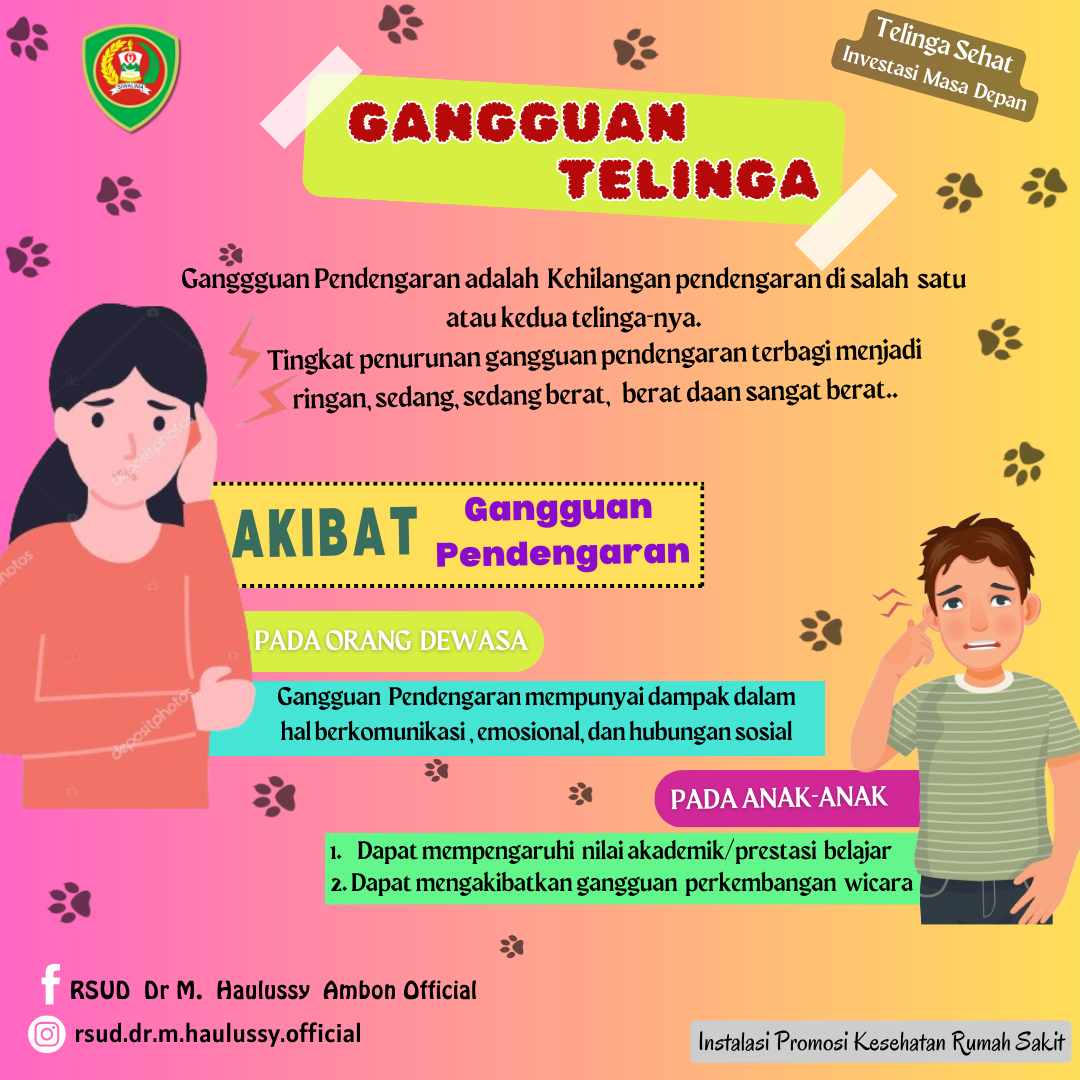 SIWALIMA
Telinga Sehat
Investasi Masa Depan
GANGGUAN
TELINGA
Ganggguan Pendengaran adalah Kehilangan pendengaran di salah satu
atau kedua telinga-nya.
Tingkat penurunan gangguan pendengaran terbagi menjadi
ringan, sedang, sedang berat, berat daan sangat berat..
AKIBAT
Gangguan
Pendengaran
PADA ORANG DEWASA
Gangguan Pendengaran mempunyai dampak dalam
hal berkomunikasi , emosional, dan hubungan sosial
PADA ANAK-ANAK
1. Dapat mempengaruhi nilai akademik/prestasi belajar
2. Dapat mengakibatkan gangguan perkembangan wicara
RSUD Dr M. Haulussy Ambon Official
rsud.dr.m.haulussy.official
Instalasi Promosi Kesehatan Rumah Sakit
depositphotos
depositphotos